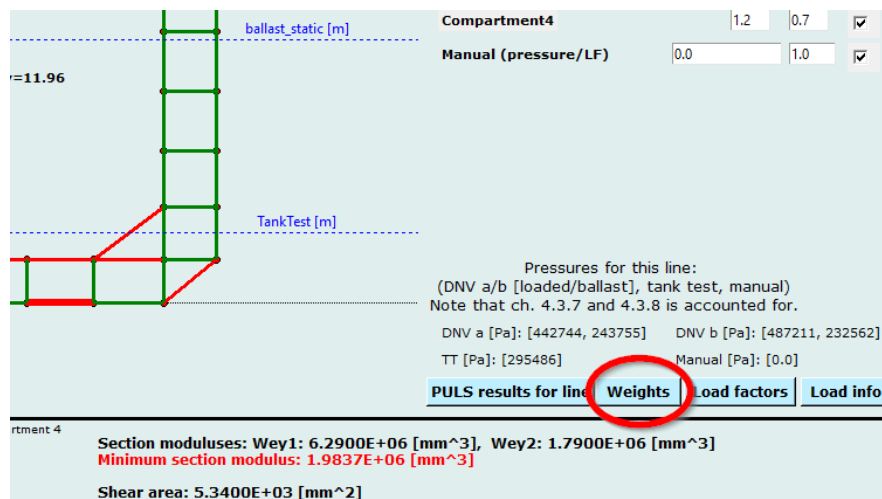 ballast_static [m]
Compartment4 1.2 0.7
Manual (pressure/LF) 0.0 1.0
=11.96
TankTest [m]
Pressures for this line:
(DNV a/b [loaded/ballast], tank test, manual)
Note that ch. 4.3.7 and 4.3.8 is accounted for.
DNV a [Pa]: [442744, 243755] DNV b [Pa]: [487211, 232562]
TT [Pa]: [295486] Manual [Pa]: [0.0]
PULS results for line Weights Load factors Load info
rtment 4
Section moduluses: Wey1: 6.2900E+06 [mm^3], Wey2: 1.7900E+06 [mm^3]
Minimum section modulus: 1.9837E+06 [mm^3]
Shear area: 5.3400E+03 [mm^2]